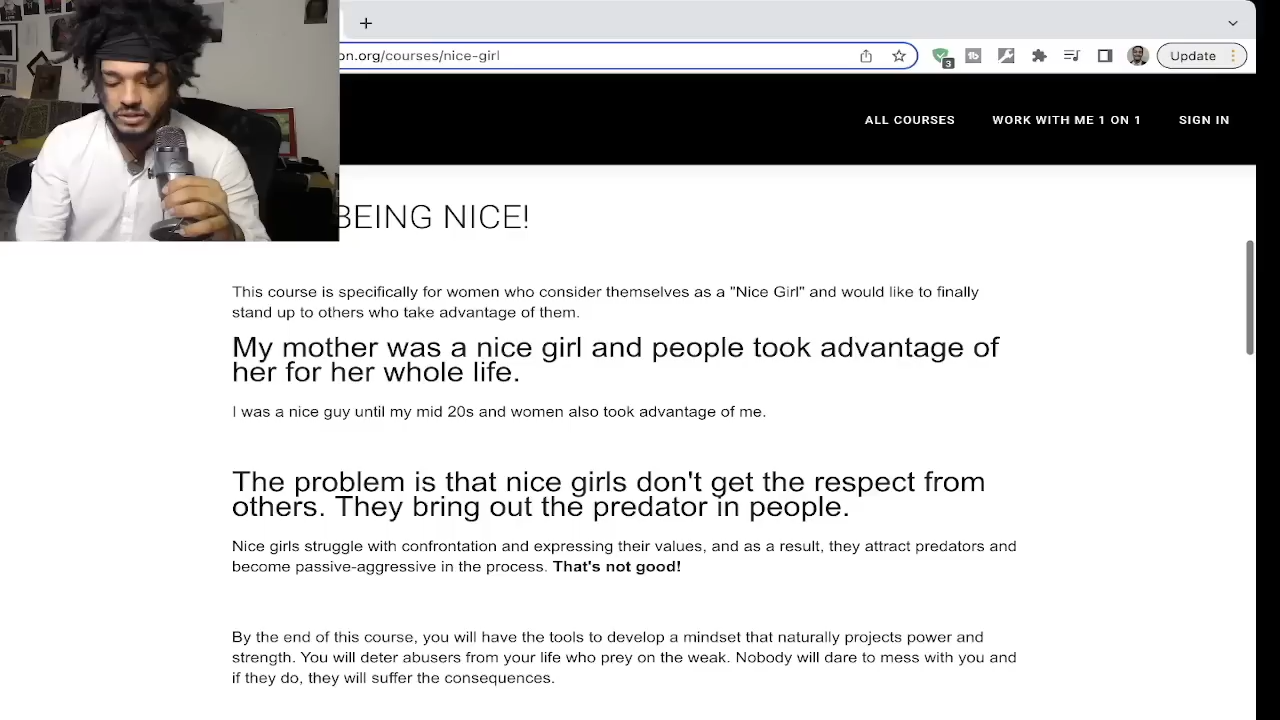 on.org/courses/nice-girl
3
Update
ALL COURSES
WORK WITH ME 1 ON 1
SIGN IN
BEING NICE!
This course is specifically for women who consider themselves as a "Nice Girl" and would like to finally
stand up to others who take advantage of them.
My mother was a nice girl and people took advantage of
her for her whole life.
I was a nice guy until my mid 20s and women also took advantage of me.
The problem is that nice girls don't get the respect from
others. They bring out the predator in people.
Nice girls struggle with confrontation and expressing their values, and as a result, they attract predators and
become passive-aggressive in the process. That's not good!
By the end of this course, you will have the tools to develop a mindset that naturally projects power and
strength. You will deter abusers from your life who prey on the weak. Nobody will dare to mess with you and
if they do, they will suffer the consequences.